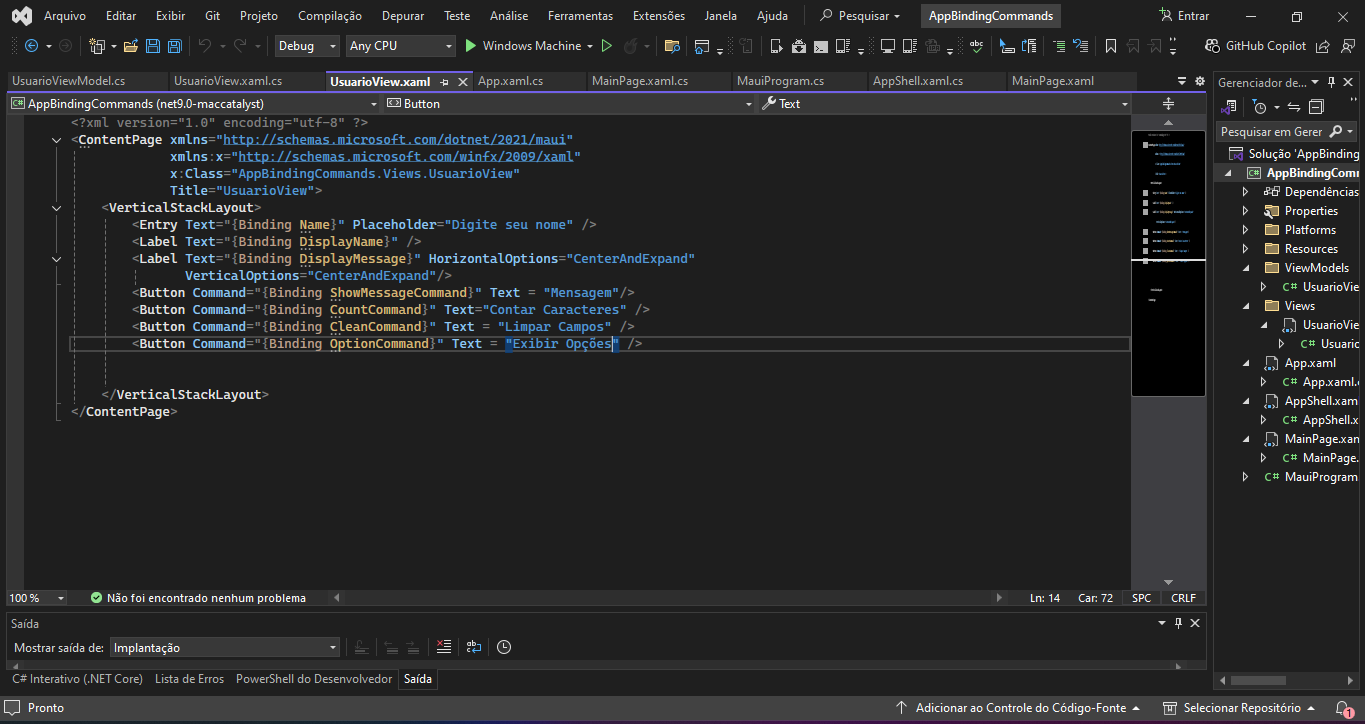 Arquivo Editar Exibir Git Projeto Compilação Depurar Teste Análise Ferramentas Extensões Janela Ajuda Pesquisar AppBindingCommands Entrar
Debug Any CPU Windows Machine GitHub Copilot
UsuarioViewModel.cs UsuarioView.xaml.cs UsuarioView.xaml App.xaml.cs MainPage.xaml.cs MauiProgram.cs AppShell.xaml.cs MainPage.xaml
AppBindingCommands (net9.0-maccatalyst) Button Text
<?xml version="1.0" encoding="utf-8" ?>
<ContentPage xmlns="http://schemas.microsoft.com/dotnet/2021/maui"
xmlns:x="http://schemas.microsoft.com/winfx/2009/xaml"
x:Class="AppBindingCommands.Views.UsuarioView"
Title="UsuarioView">
<VerticalStackLayout>
<Entry Text="{Binding Name}" Placeholder="Digite seu nome" />
<Label Text="{Binding DisplayName}" />
<Label Text="{Binding DisplayMessage}" HorizontalOptions="CenterAndExpand"
VerticalOptions="CenterAndExpand"/>
<Button Command="{Binding ShowMessageCommand}" Text = "Mensagem"/>
<Button Command="{Binding CountCommand}" Text="Contar Caracteres" />
<Button Command="{Binding CleanCommand}" Text = "Limpar Campos" />
<Button Command="{Binding OptionCommand}" Text = "Exibir Opções" />
</VerticalStackLayout>
</ContentPage>
100 % Não foi encontrado nenhum problema Ln: 14 Car: 72 SPC CRLF
Gerenciador de...
Pesquisar em Gerer
Solução 'AppBinding
AppBindingComm
Dependências
Properties
Platforms
Resources
ViewModels
C# UsuarioVie
Views
UsuarioVie
C# Usuario
App.xaml
C# App.xaml.c
AppShell.xam
C# AppShell.x
MainPage.xan
C# MainPage.
C# MauiProgram
Saída
Mostrar saída de: Implantação
C# Interativo (.NET Core) Lista de Erros PowerShell do Desenvolvedor Saída
Pronto Adicionar ao Controle do Código-Fonte Selecionar Repositório 1